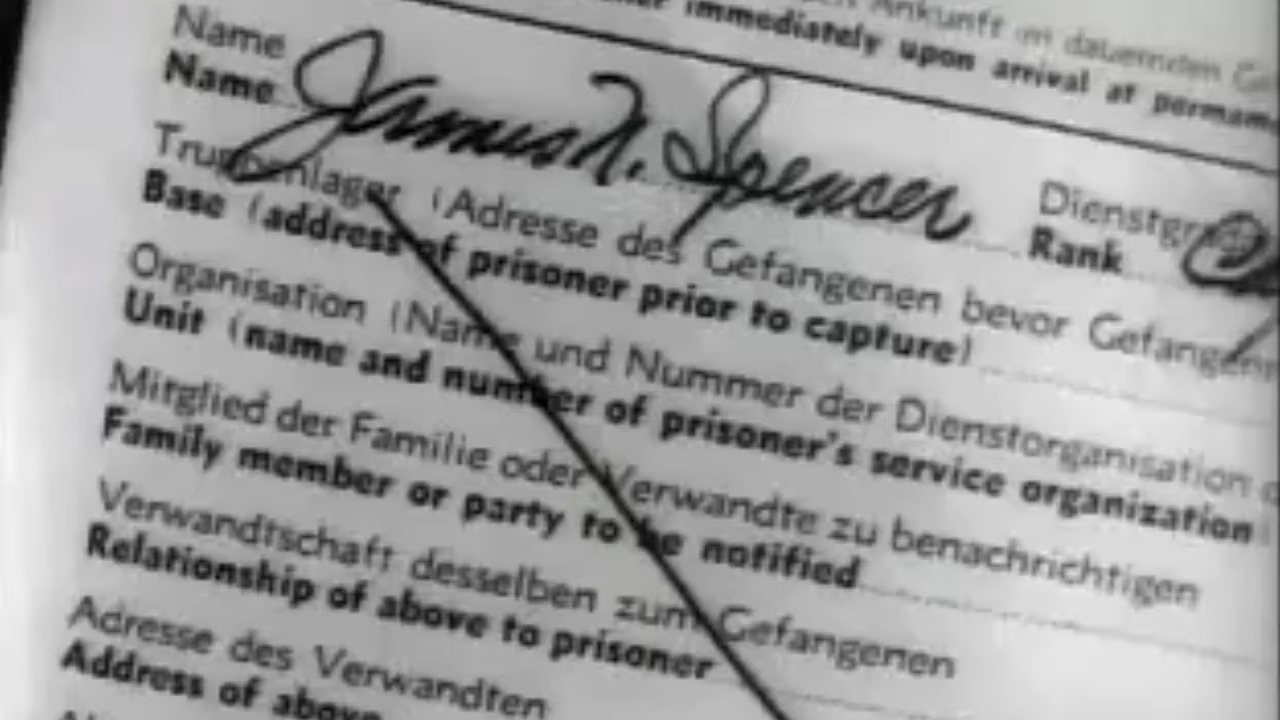 Ankunft im dauernden
immediately upon arrival at
Name
Name James N. Spencer
Truppenlager (Adresse des Gefangenen bevor
Rank
Base (address of prisoner prior to capture)
Organisation (Name und Nummer der Dienstorganisation
Unit (name and number of prisoner's service organization
Mitglied der Familie oder Verwandte zu benachrichtigen
Family member or party to be notified
Verwandtschaft desselben zum Gefangenen
Relationship of above to prisoner
Adresse des Verwandten
Address of above